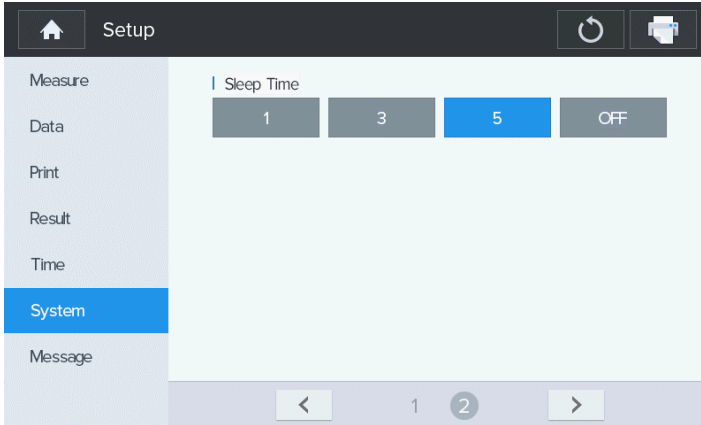 Setup
Measure
Data
Print
Result
Time
System
Message
Sleep Time
1 3 5 OFF
1 2